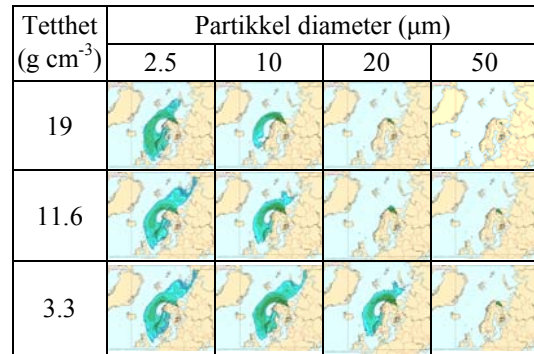 Tetthet
(g cm-3)
Partikkel diameter (µm)
2.5 10 20 50
19
11.6
3.3